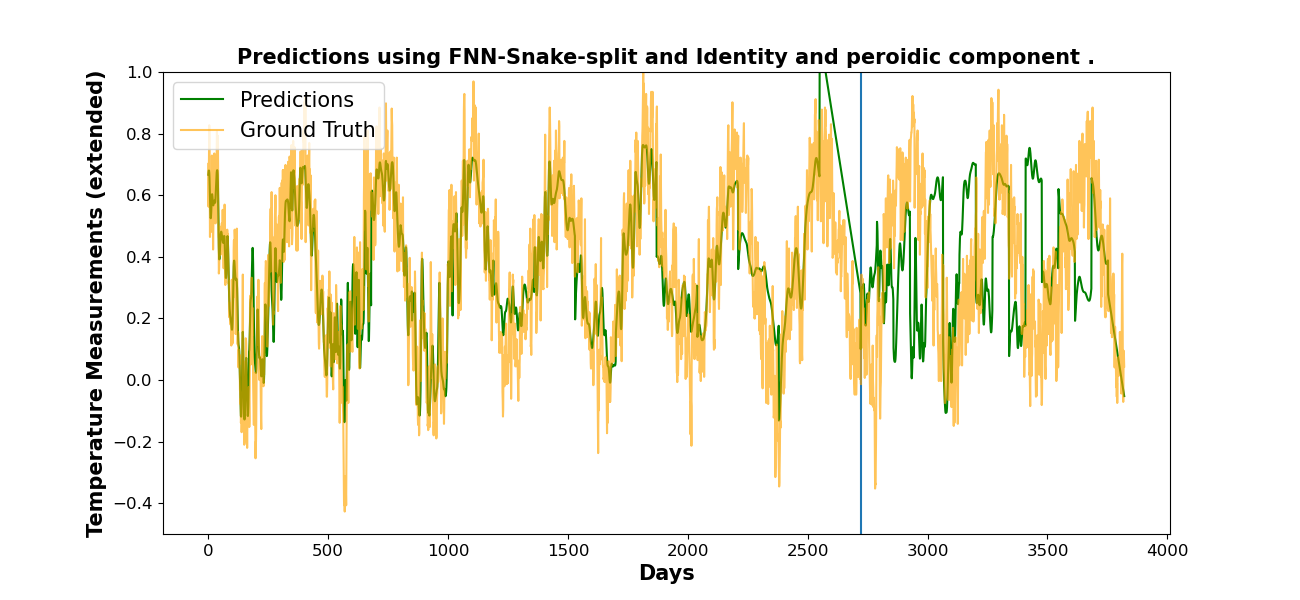 Predictions using FNN-Snake-split and Identity and peroidic component .
Temperature Measurements (extended)
1.0
0.8
0.6
0.4
0.2
0.0
−0.2
−0.4
Predictions
Ground Truth
0 500 1000 1500 2000 2500 3000 3500 4000
Days